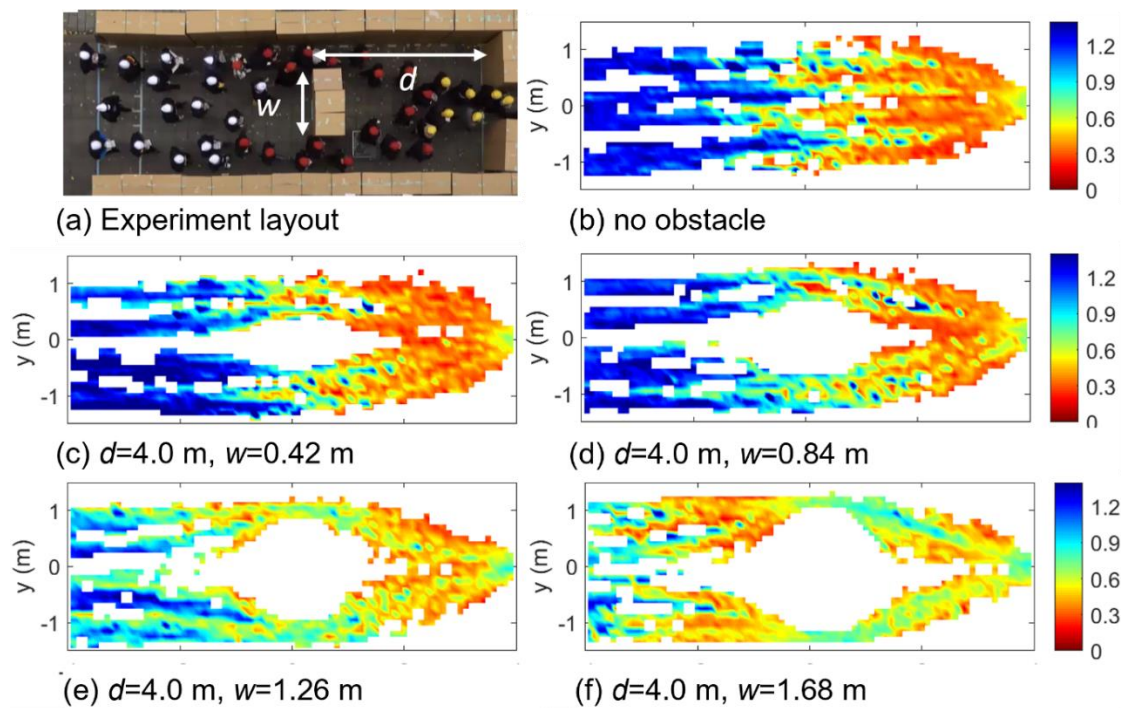 w
d
(a) Experiment layout
y (m)
1
0
-1
1.2
0.9
0.6
0.3
0
(b) no obstacle
y (m)
1
0
-1
(c) d=4.0 m, w=0.42 m
y (m)
1
0
-1
1.2
0.9
0.6
0.3
0
(d) d=4.0 m, w=0.84 m
y (m)
1
0
-1
(e) d=4.0 m, w=1.26 m
y (m)
1
0
-1
1.2
0.9
0.6
0.3
0
(f) d=4.0 m, w=1.68 m